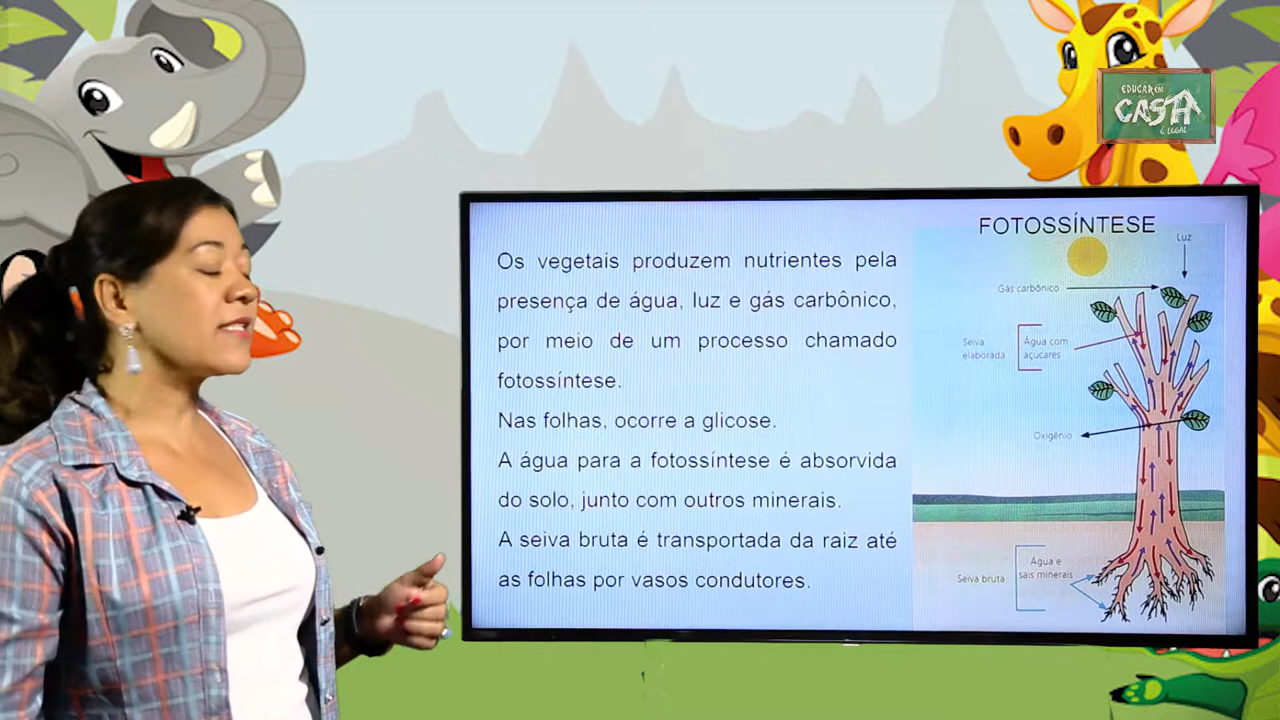 EDUCAR EM
CASA
É LEGAL
FOTOSSÍNTESE
Os vegetais produzem nutrientes pela
presença de água, luz e gás carbônico,
por meio de um processo chamado
fotossíntese.
Nas folhas, ocorre a glicose.
A água para a fotossíntese é absorvida
do solo, junto com outros minerais.
A seiva bruta é transportada da raiz até
as folhas por vasos condutores.
Luz
Gás carbônico
Seiva
elaborada
Água com
açúcares
Oxigênio
Seiva bruta
Água e
sais minerais